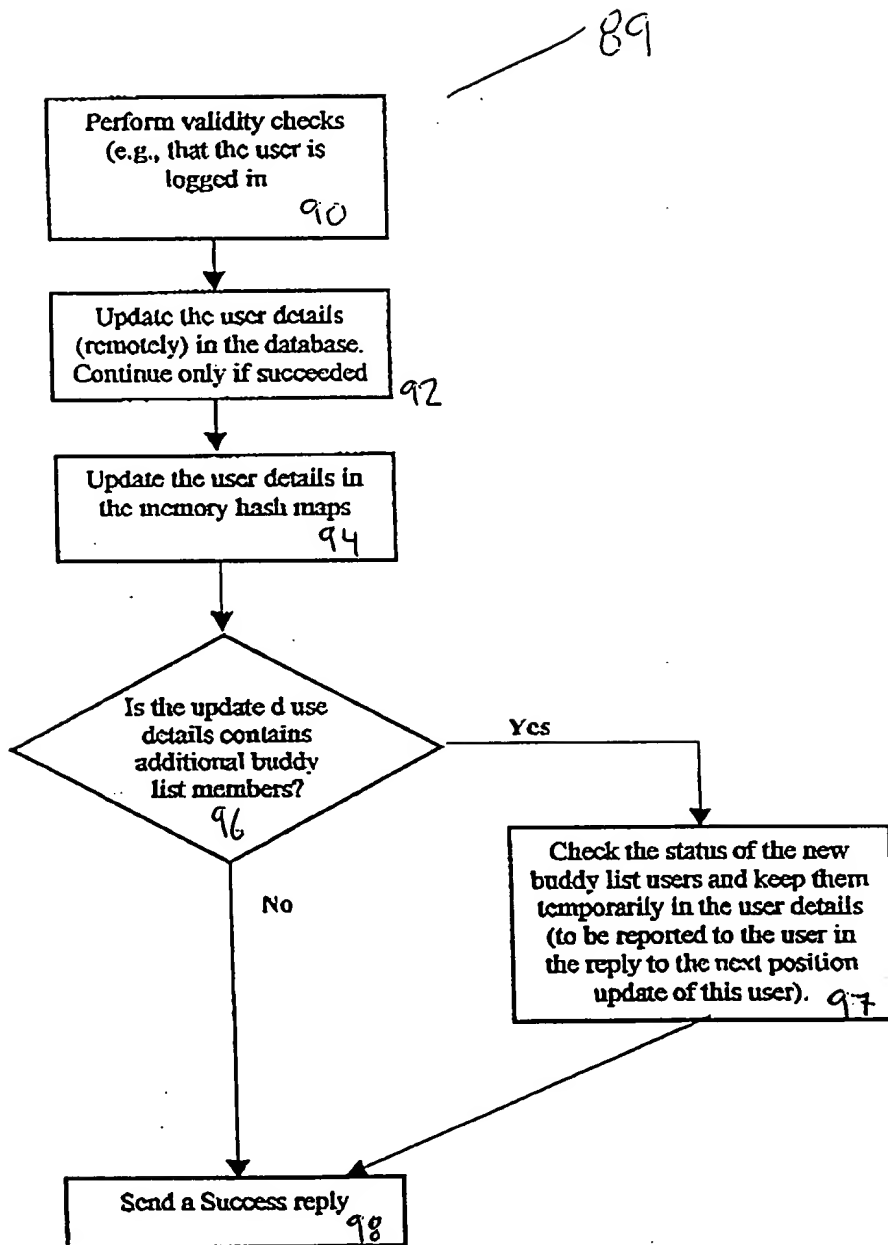 89
Perform validity checks
(e.g., that the user is
logged in
90
Update the user details
(remotely) in the database.
Continue only if succeeded
92
Update the user details in
the memory hash maps
94
Is the update d use
details contains
additional buddy
list members?
96
Yes
No
Check the status of the new
buddy list users and keep them
temporarily in the user details
(to be reported to the user in
the reply to the next position
update of this user).
97
Send a Success reply
98